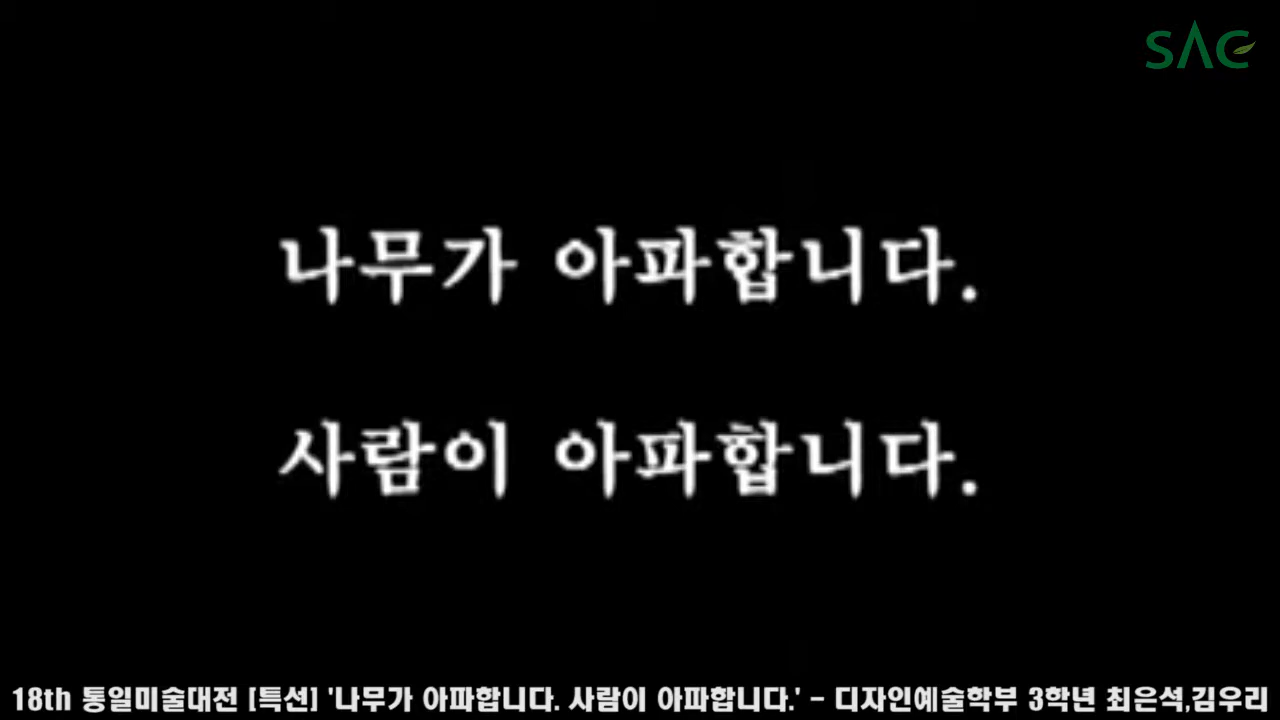 SAC
나무가 아파합니다.
사람이 아파합니다.
18th 통일미술대전 [특선] '나무가 아파합니다. 사람이 아파합니다.' - 디자인예술학부 3학년 최은석,김우리